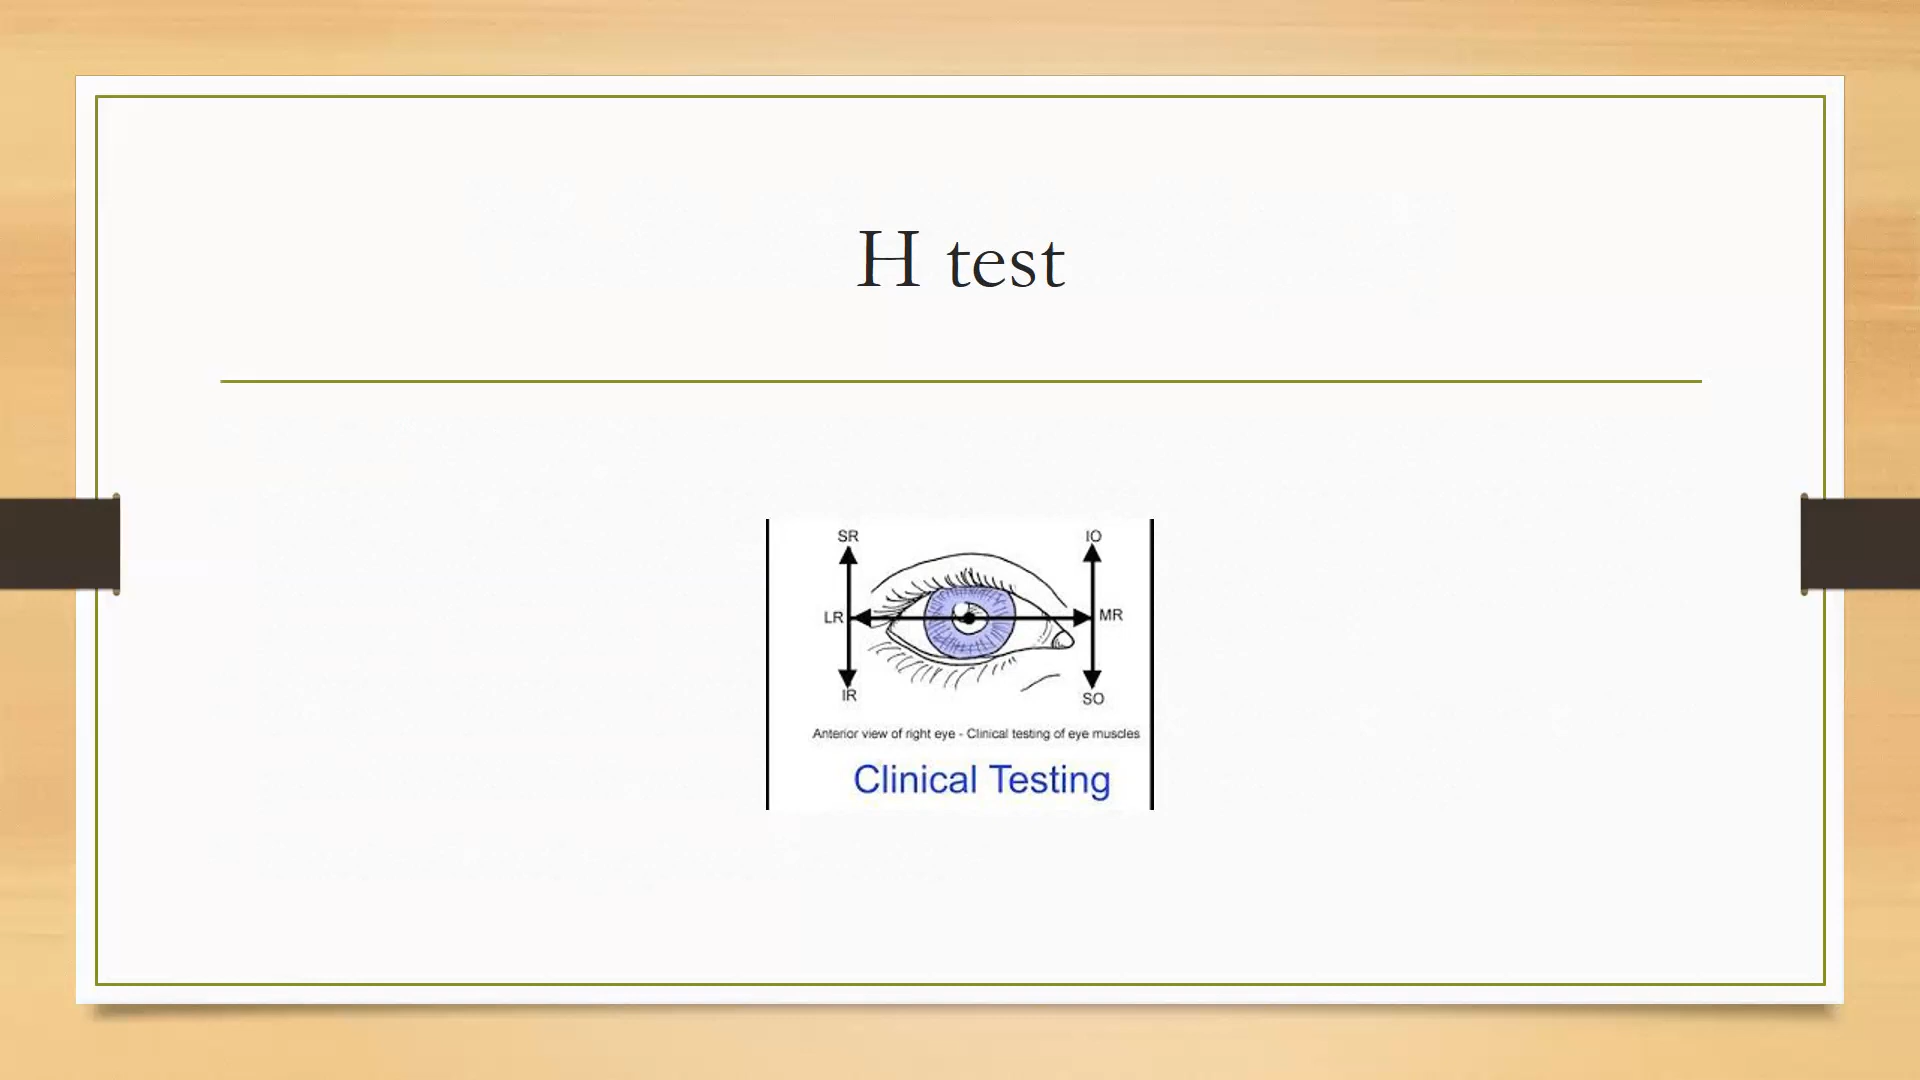 H test
SR IO
LR MR
IR SO
Anterior view of right eye - Clinical testing of eye muscles
Clinical Testing